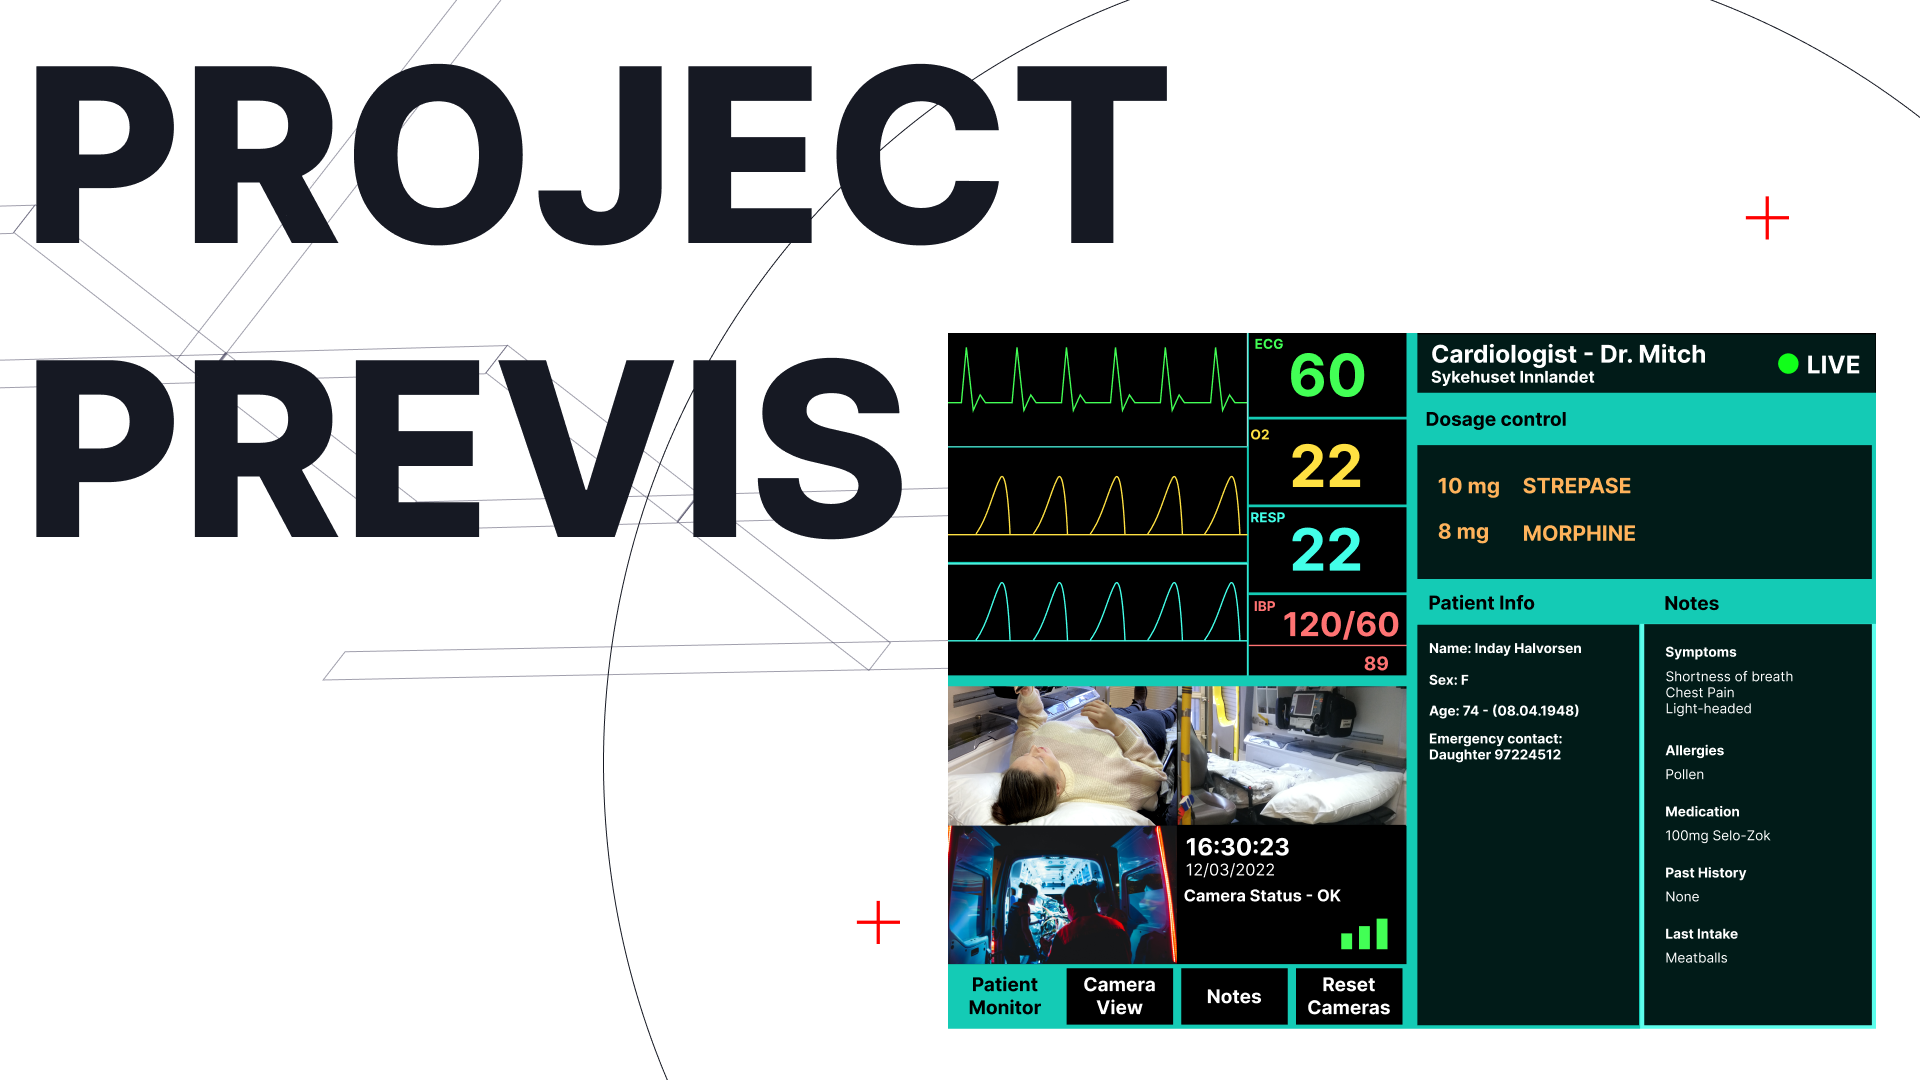 PROJECT
PREVIS
ECG
60
O2
22
RESP
22
IBP
120/60
89
Cardiologist - Dr. Mitch
Sykehuset Innlandet
LIVE
Dosage control
10 mg STREPASE
8 mg MORPHINE
Patient Info
Name: Inday Halvorsen
Sex: F
Age: 74 - (08.04.1948)
Emergency contact:
Daughter 97224512
Notes
Symptoms
Shortness of breath
Chest Pain
Light-headed
Allergies
Pollen
Medication
100mg Selo-Zok
Past History
None
Last Intake
Meatballs
16:30:23
12/03/2022
Camera Status - OK
Patient
Monitor
Camera
View
Notes
Reset
Cameras